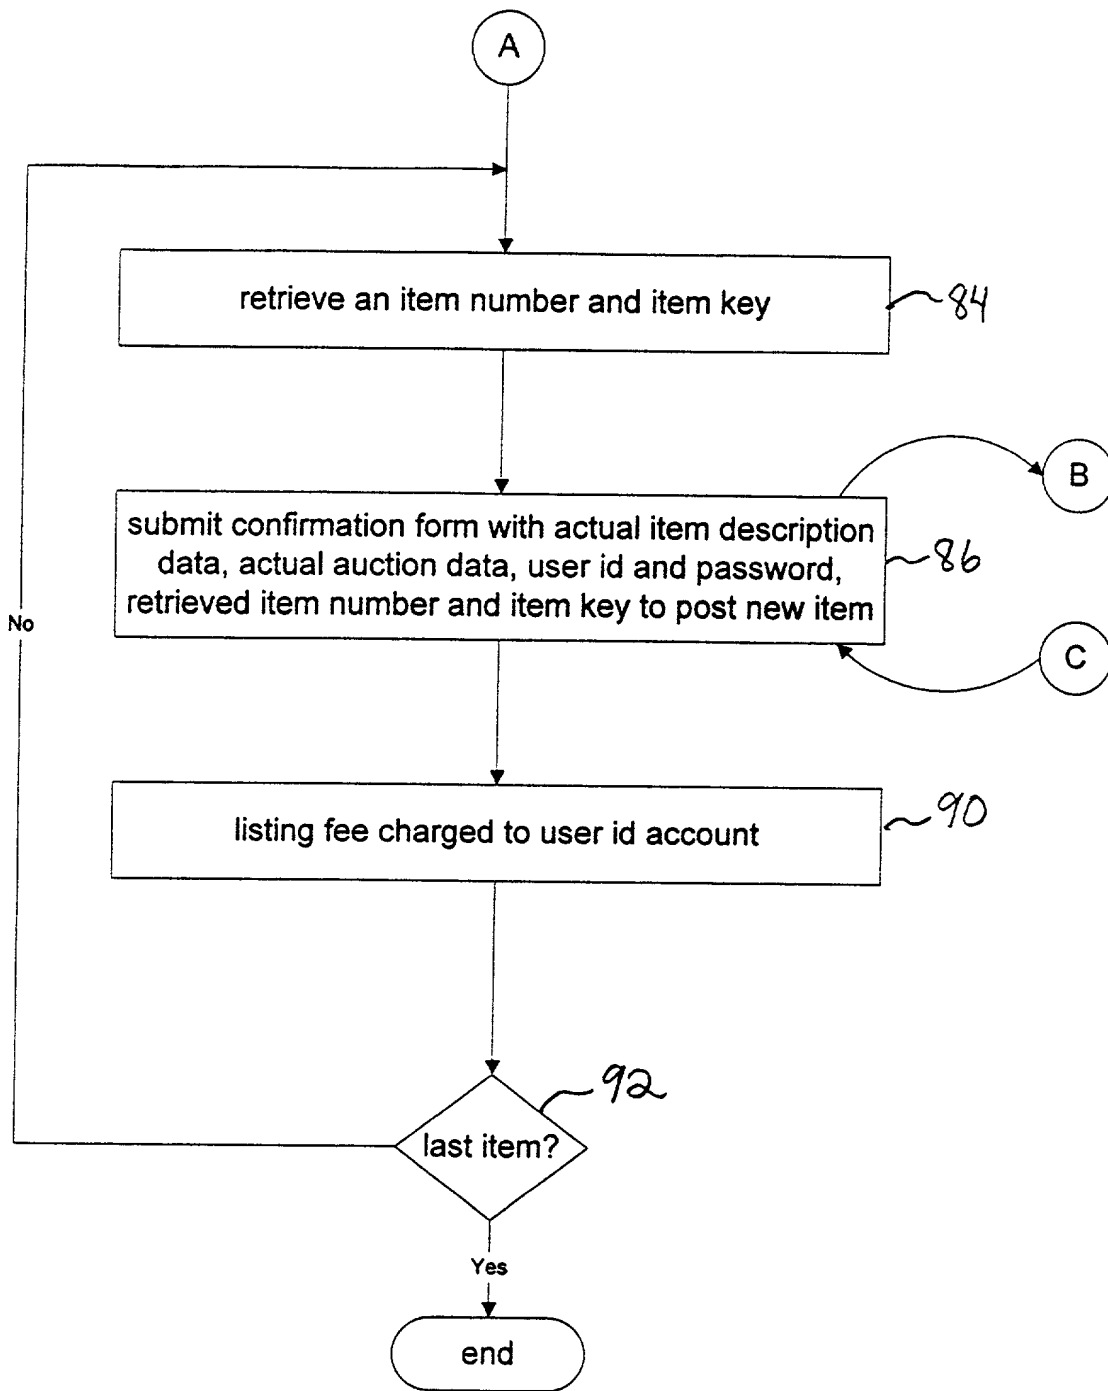 A
retrieve an item number and item key
84
B
submit confirmation form with actual item description
data, actual auction data, user id and password,
retrieved item number and item key to post new item
86
No
C
listing fee charged to user id account
90
92
last item?
Yes
end